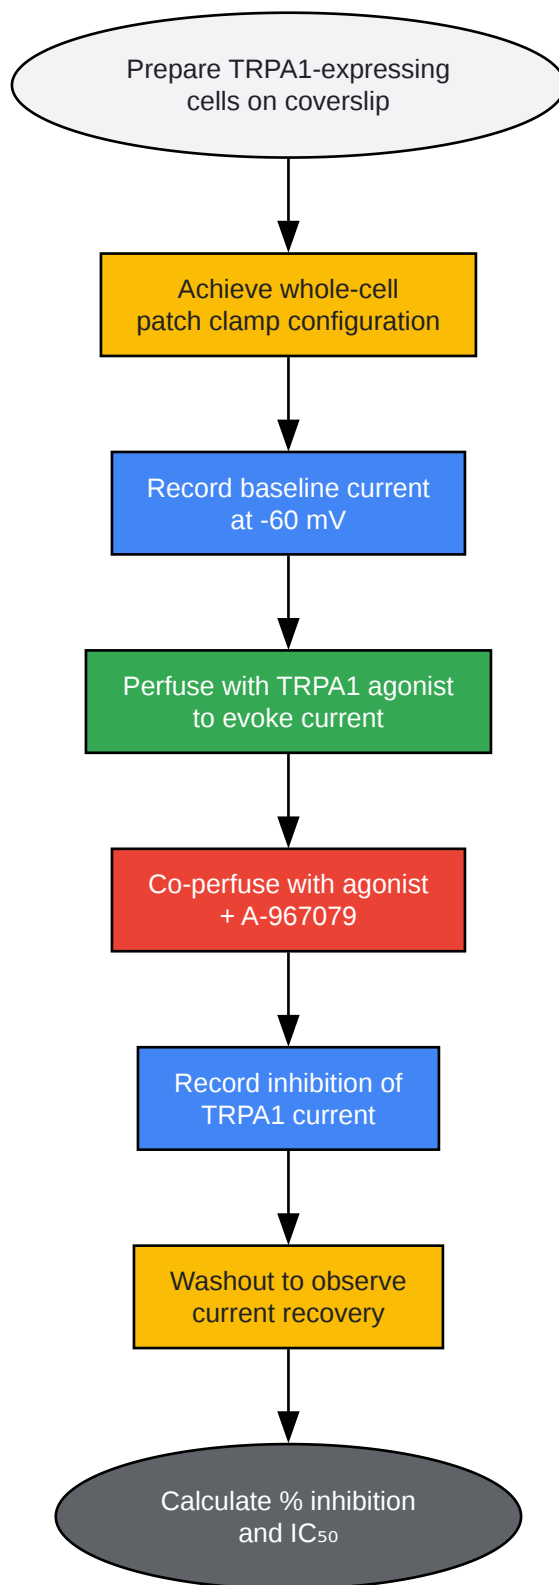 Prepare TRPA1-expressing
cells on coverslip
Achieve whole-cell
patch clamp configuration
Record baseline current
at -60 mV
Perfuse with TRPA1 agonist
to evoke current
Co-perfuse with agonist
+ A-967079
Record inhibition of
TRPA1 current
Washout to observe
current recovery
Calculate % inhibition
and IC₅₀